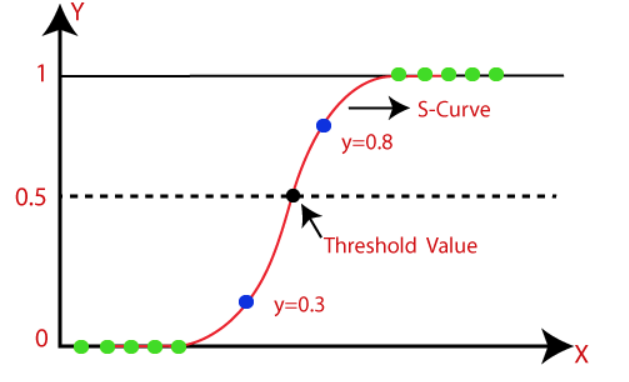 Y
1
S-Curve
y=0.8
0.5
Threshold Value
y=0.3
0
X